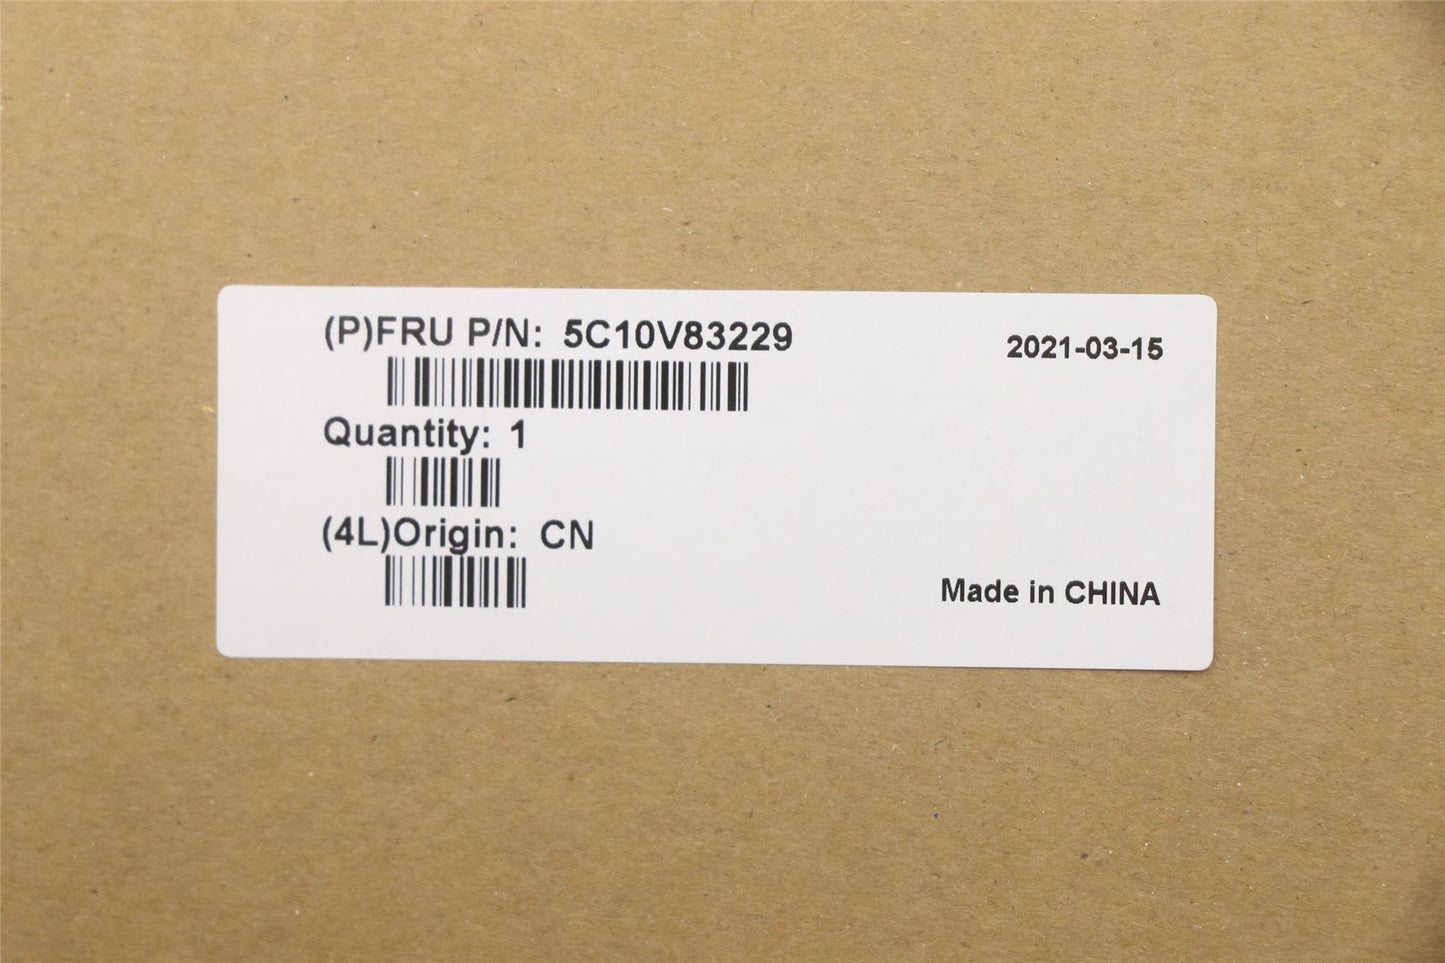 (P)FRU P/N: 5C10V83229
2021-03-15
Quantity: 1
(4L)Origin: CN
Made in CHINA